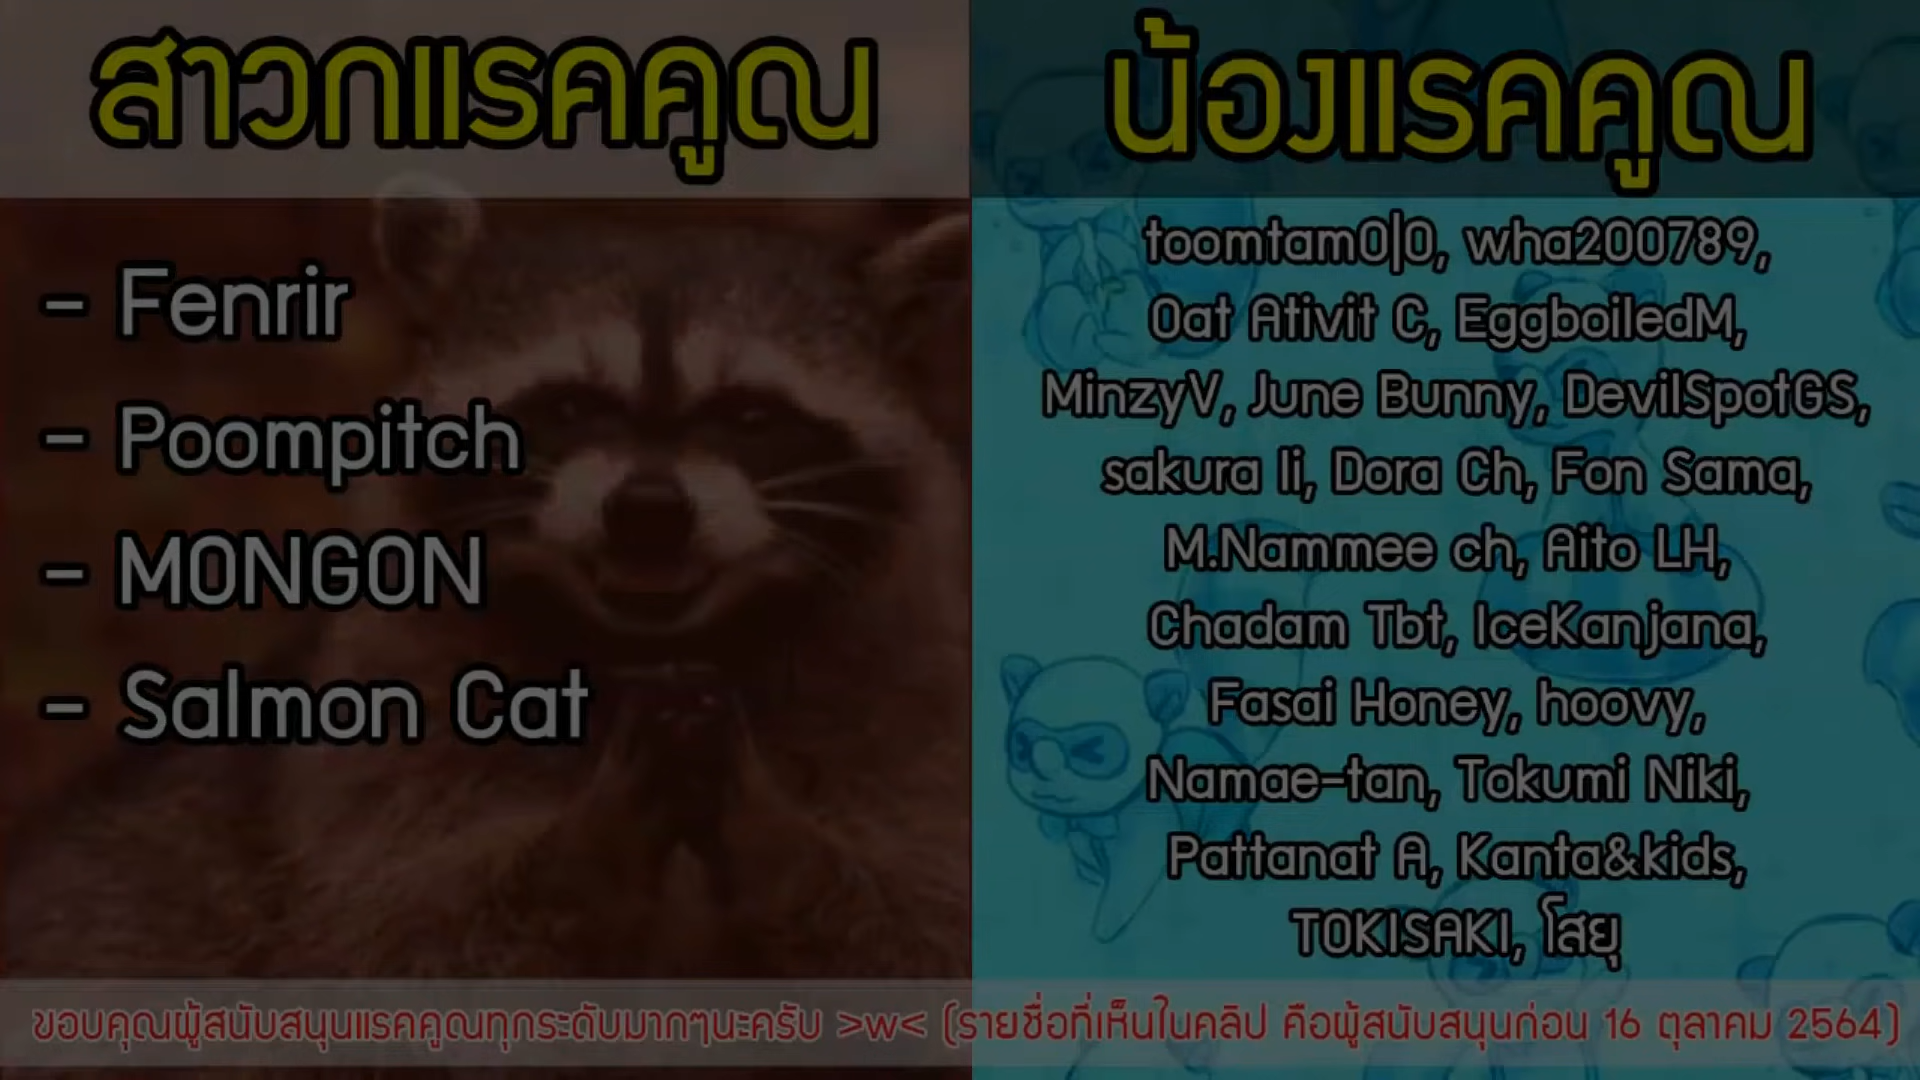 สาวกแรคคูณ
- Fenrir
- Poompitch
- MONGON
- Salmon Cat
น้องแรคคูณ
toomtam0|0, wha200789,
Oat Ativit C, EggboiledM,
MinzyV, June Bunny, DevilSpotGS,
sakura li, Dora Ch, Fon Sama,
M.Nammee ch, Aito LH,
Chadam Tbt, IceKanjana,
Fasai Honey, hoovy,
Namae-tan, Tokumi Niki,
Pattanat A, Kanta&kids,
TOKISAKI, โสยุ
ขอบคุณผู้สนับสนุนแรคคูณทุกระดับมากๆนะครับ >w< (รายชื่อที่เห็นในคลิป คือผู้สนับสนุนก่อน 16 ตุลาคม 2564)